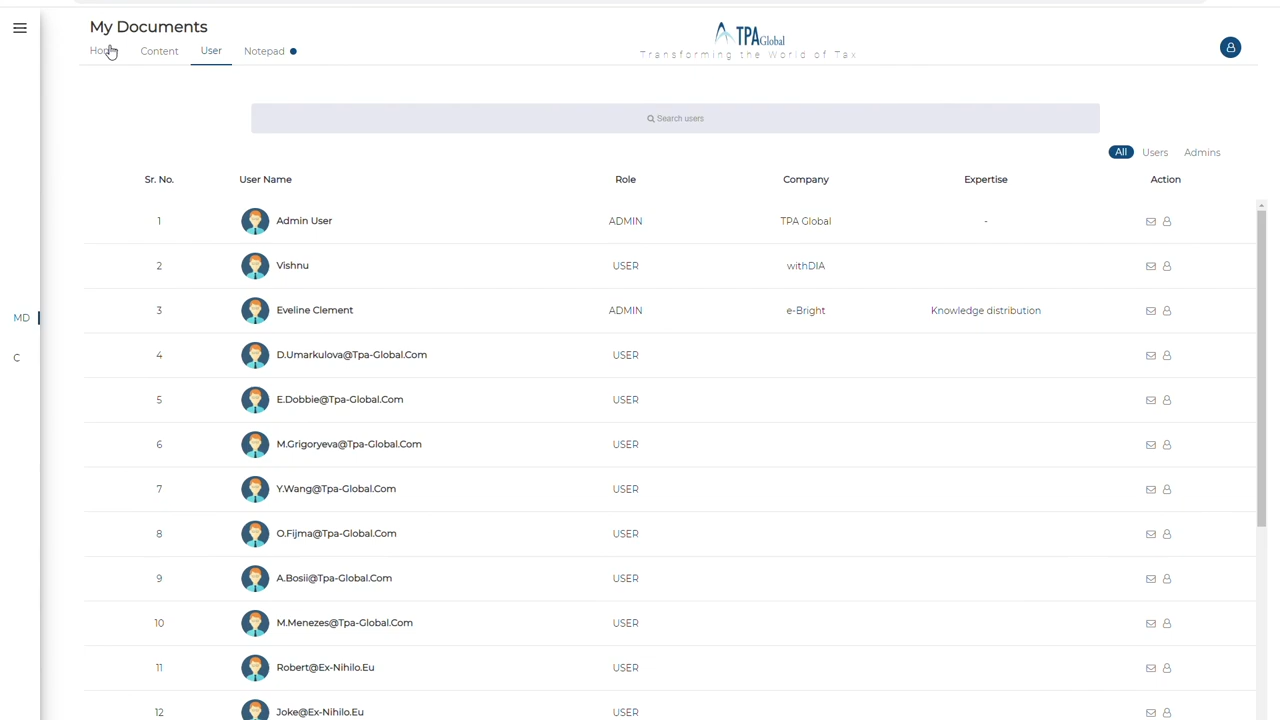 My Documents
Home Content User Notepad
TPA Global
Transforming the World of Tax
Search users
All Users Admins
Sr. No. User Name Role Company Expertise Action
1 Admin User ADMIN TPA Global -
2 Vishnu USER withDIA
3 Eveline Clement ADMIN e-Bright Knowledge distribution
MD
4 D.Umarkulova@Tpa-Global.Com USER
C
5 E.Dobbie@Tpa-Global.Com USER
6 M.Grigoryeva@Tpa-Global.Com USER
7 Y.Wang@Tpa-Global.Com USER
8 O.Fijma@Tpa-Global.Com USER
9 A.Bosii@Tpa-Global.Com USER
10 M.Menezes@Tpa-Global.Com USER
11 Robert@Ex-Nihilo.Eu USER
12 Joke@Ex-Nihilo.Eu USER